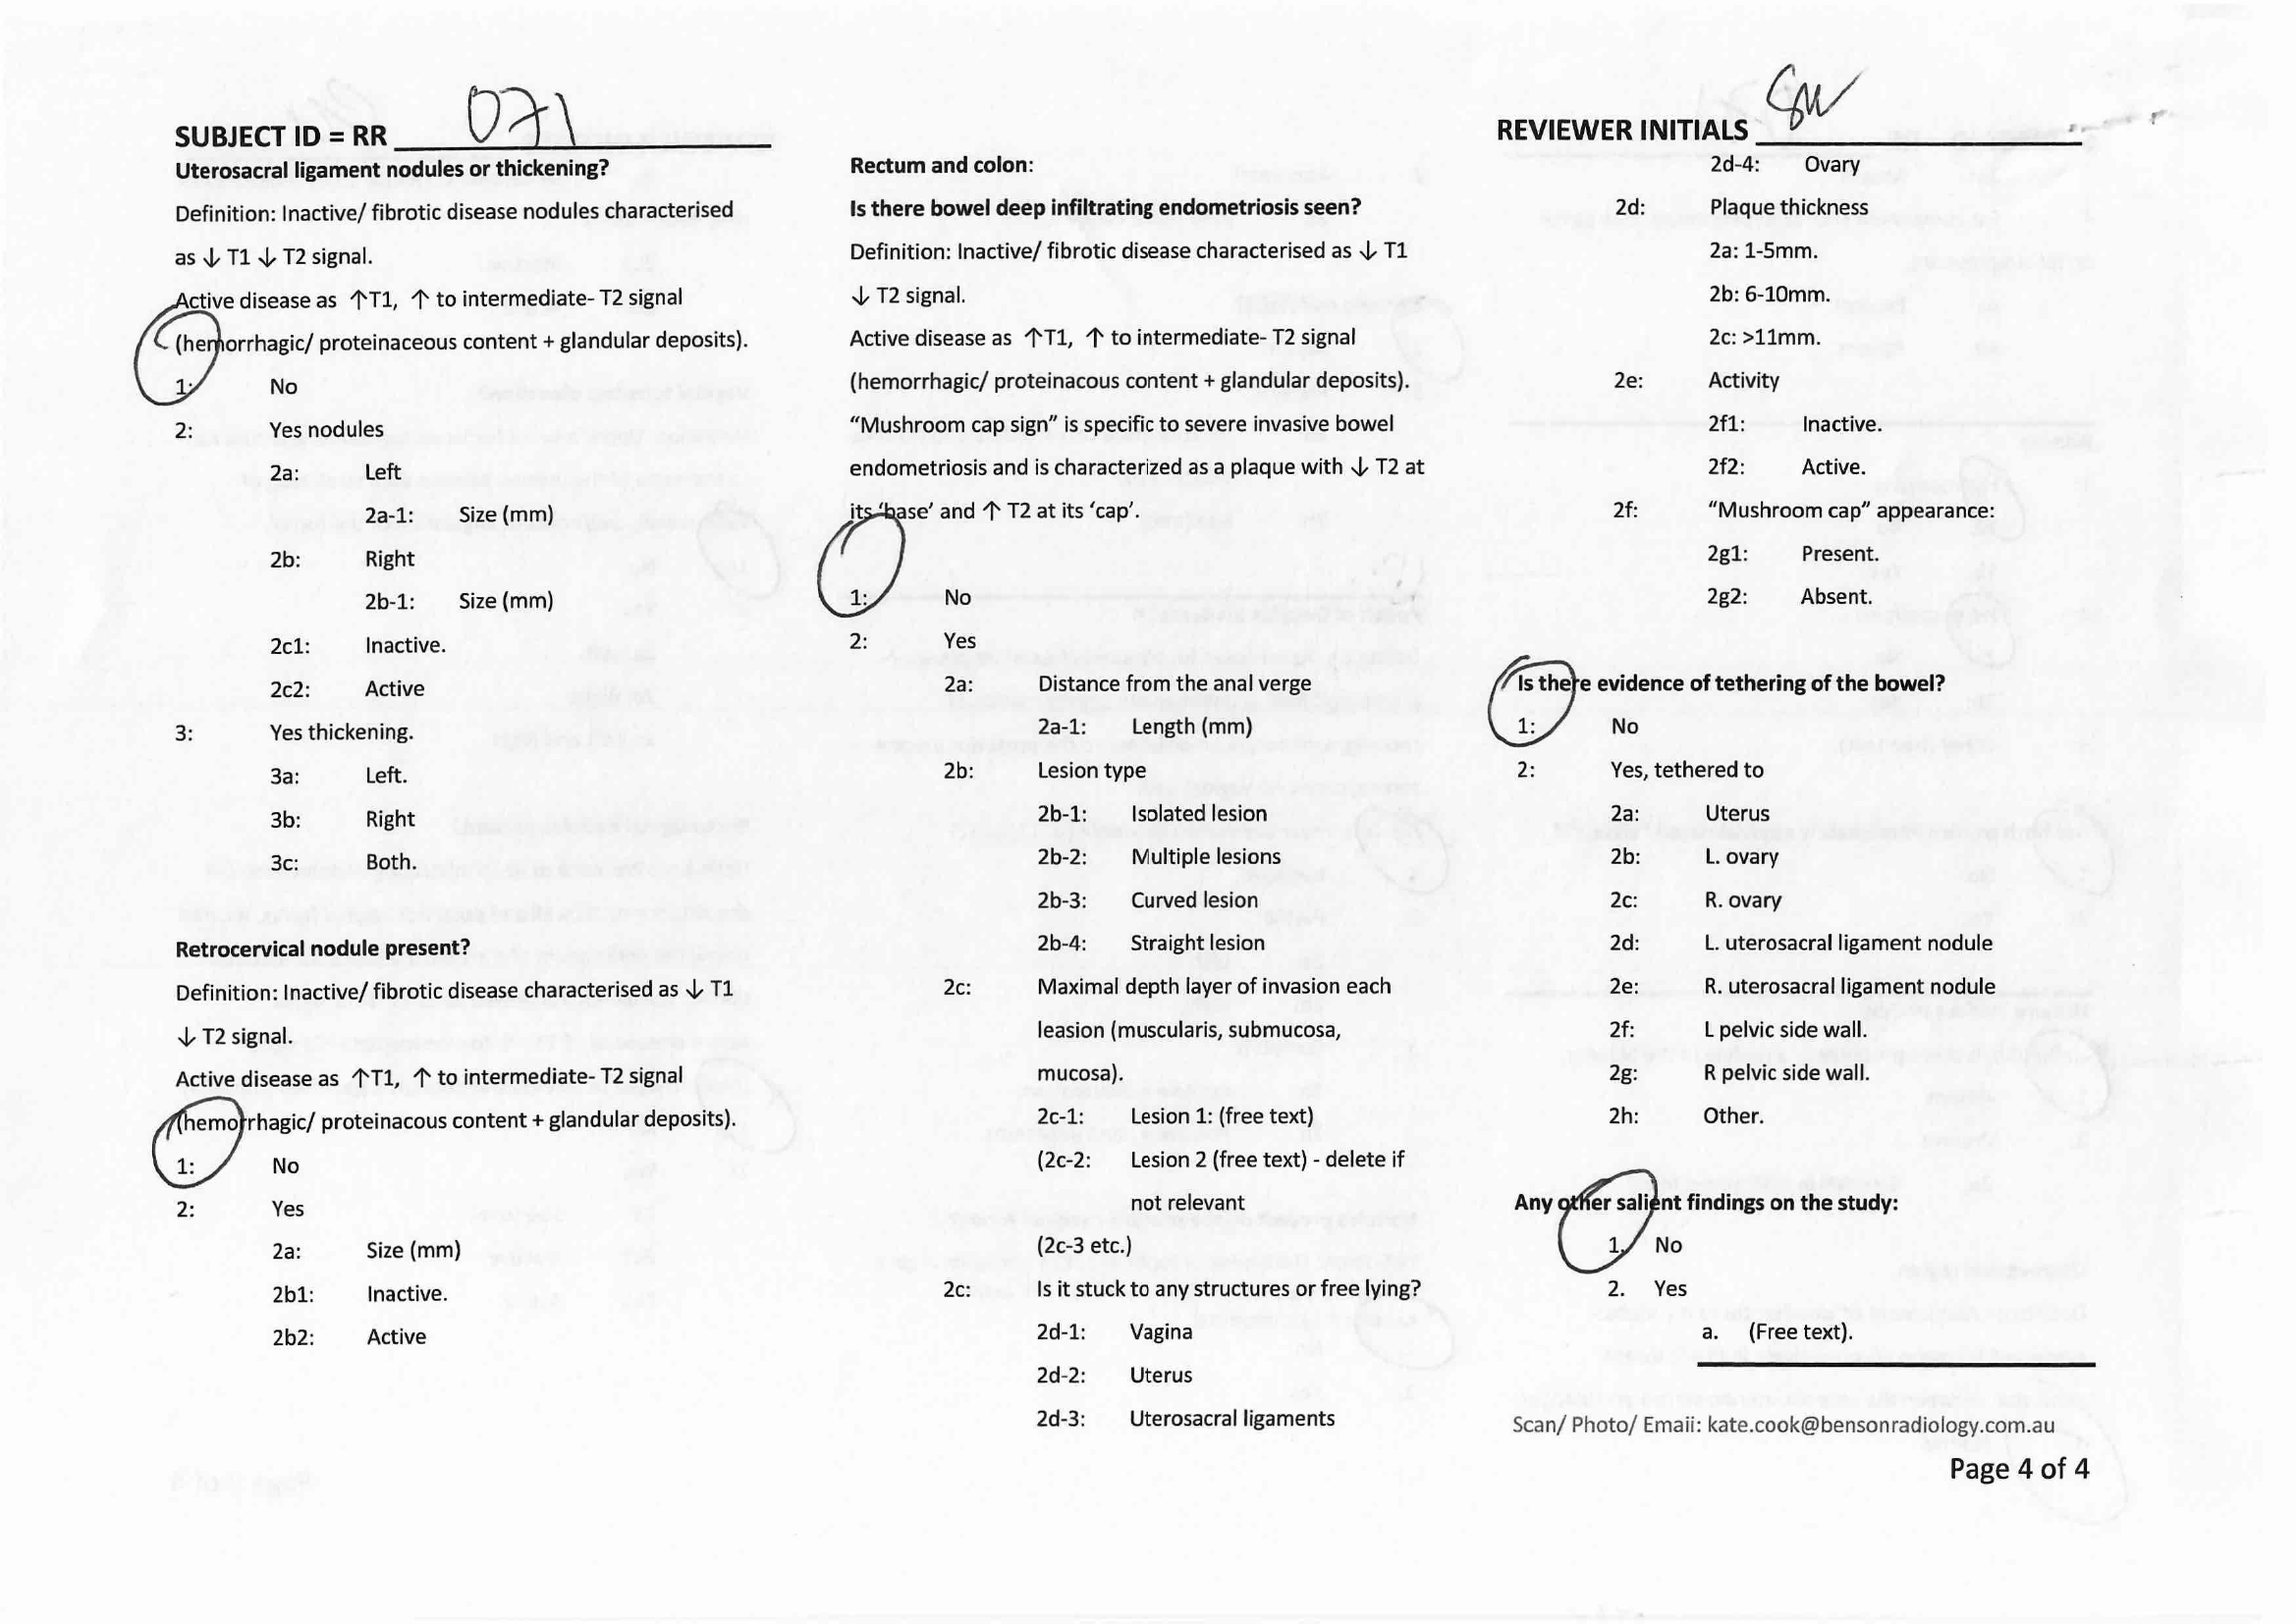 SUBJECT ID = RR 071
Uterosacral ligament nodules or thickening?
Definition: Inactive/ fibrotic disease nodules characterised
as ↓ T1 ↓ T2 signal.
Active disease as ↑T1, ↑ to intermediate- T2 signal
(hemorrhagic/ proteinaceous content + glandular deposits).
1: No
2: Yes nodules
2a: Left
2a-1: Size (mm)
2b: Right
2b-1: Size (mm)
2c1: Inactive.
2c2: Active
3: Yes thickening.
3a: Left.
3b: Right
3c: Both.
Retrocervical nodule present?
Definition: Inactive/ fibrotic disease characterised as ↓ T1
↓ T2 signal.
Active disease as ↑T1, ↑ to intermediate- T2 signal
(hemorrhagic/ proteinacous content + glandular deposits).
1: No
2: Yes
2a: Size (mm)
2b1: Inactive.
2b2: Active
Rectum and colon:
Is there bowel deep infiltrating endometriosis seen?
Definition: Inactive/ fibrotic disease characterised as ↓ T1
↓ T2 signal.
Active disease as ↑T1, ↑ to intermediate- T2 signal
(hemorrhagic/ proteinacous content + glandular deposits).
“Mushroom cap sign” is specific to severe invasive bowel
endometriosis and is characterized as a plaque with ↓ T2 at
its ‘base’ and ↑ T2 at its ‘cap’.
1: No
2: Yes
2a: Distance from the anal verge
2a-1: Length (mm)
2b: Lesion type
2b-1: Isolated lesion
2b-2: Multiple lesions
2b-3: Curved lesion
2b-4: Straight lesion
2c: Maximal depth layer of invasion each
leasion (muscularis, submucosa,
mucosa).
2c-1: Lesion 1: (free text)
(2c-2: Lesion 2 (free text) - delete if
not relevant
(2c-3 etc.)
2c: Is it stuck to any structures or free lying?
2d-1: Vagina
2d-2: Uterus
2d-3: Uterosacral ligaments
REVIEWER INITIALS SW
2d-4: Ovary
2d: Plaque thickness
2a: 1-5mm.
2b: 6-10mm.
2c: >11mm.
2e: Activity
2f1: Inactive.
2f2: Active.
2f: “Mushroom cap” appearance:
2g1: Present.
2g2: Absent.
Is there evidence of tethering of the bowel?
1: No
2: Yes, tethered to
2a: Uterus
2b: L. ovary
2c: R. ovary
2d: L. uterosacral ligament nodule
2e: R. uterosacral ligament nodule
2f: L pelvic side wall.
2g: R pelvic side wall.
2h: Other.
Any other salient findings on the study:
1. No
2. Yes
a. (Free text).
Scan/ Photo/ Email: kate.cook@bensonradiology.com.au
Page 4 of 4